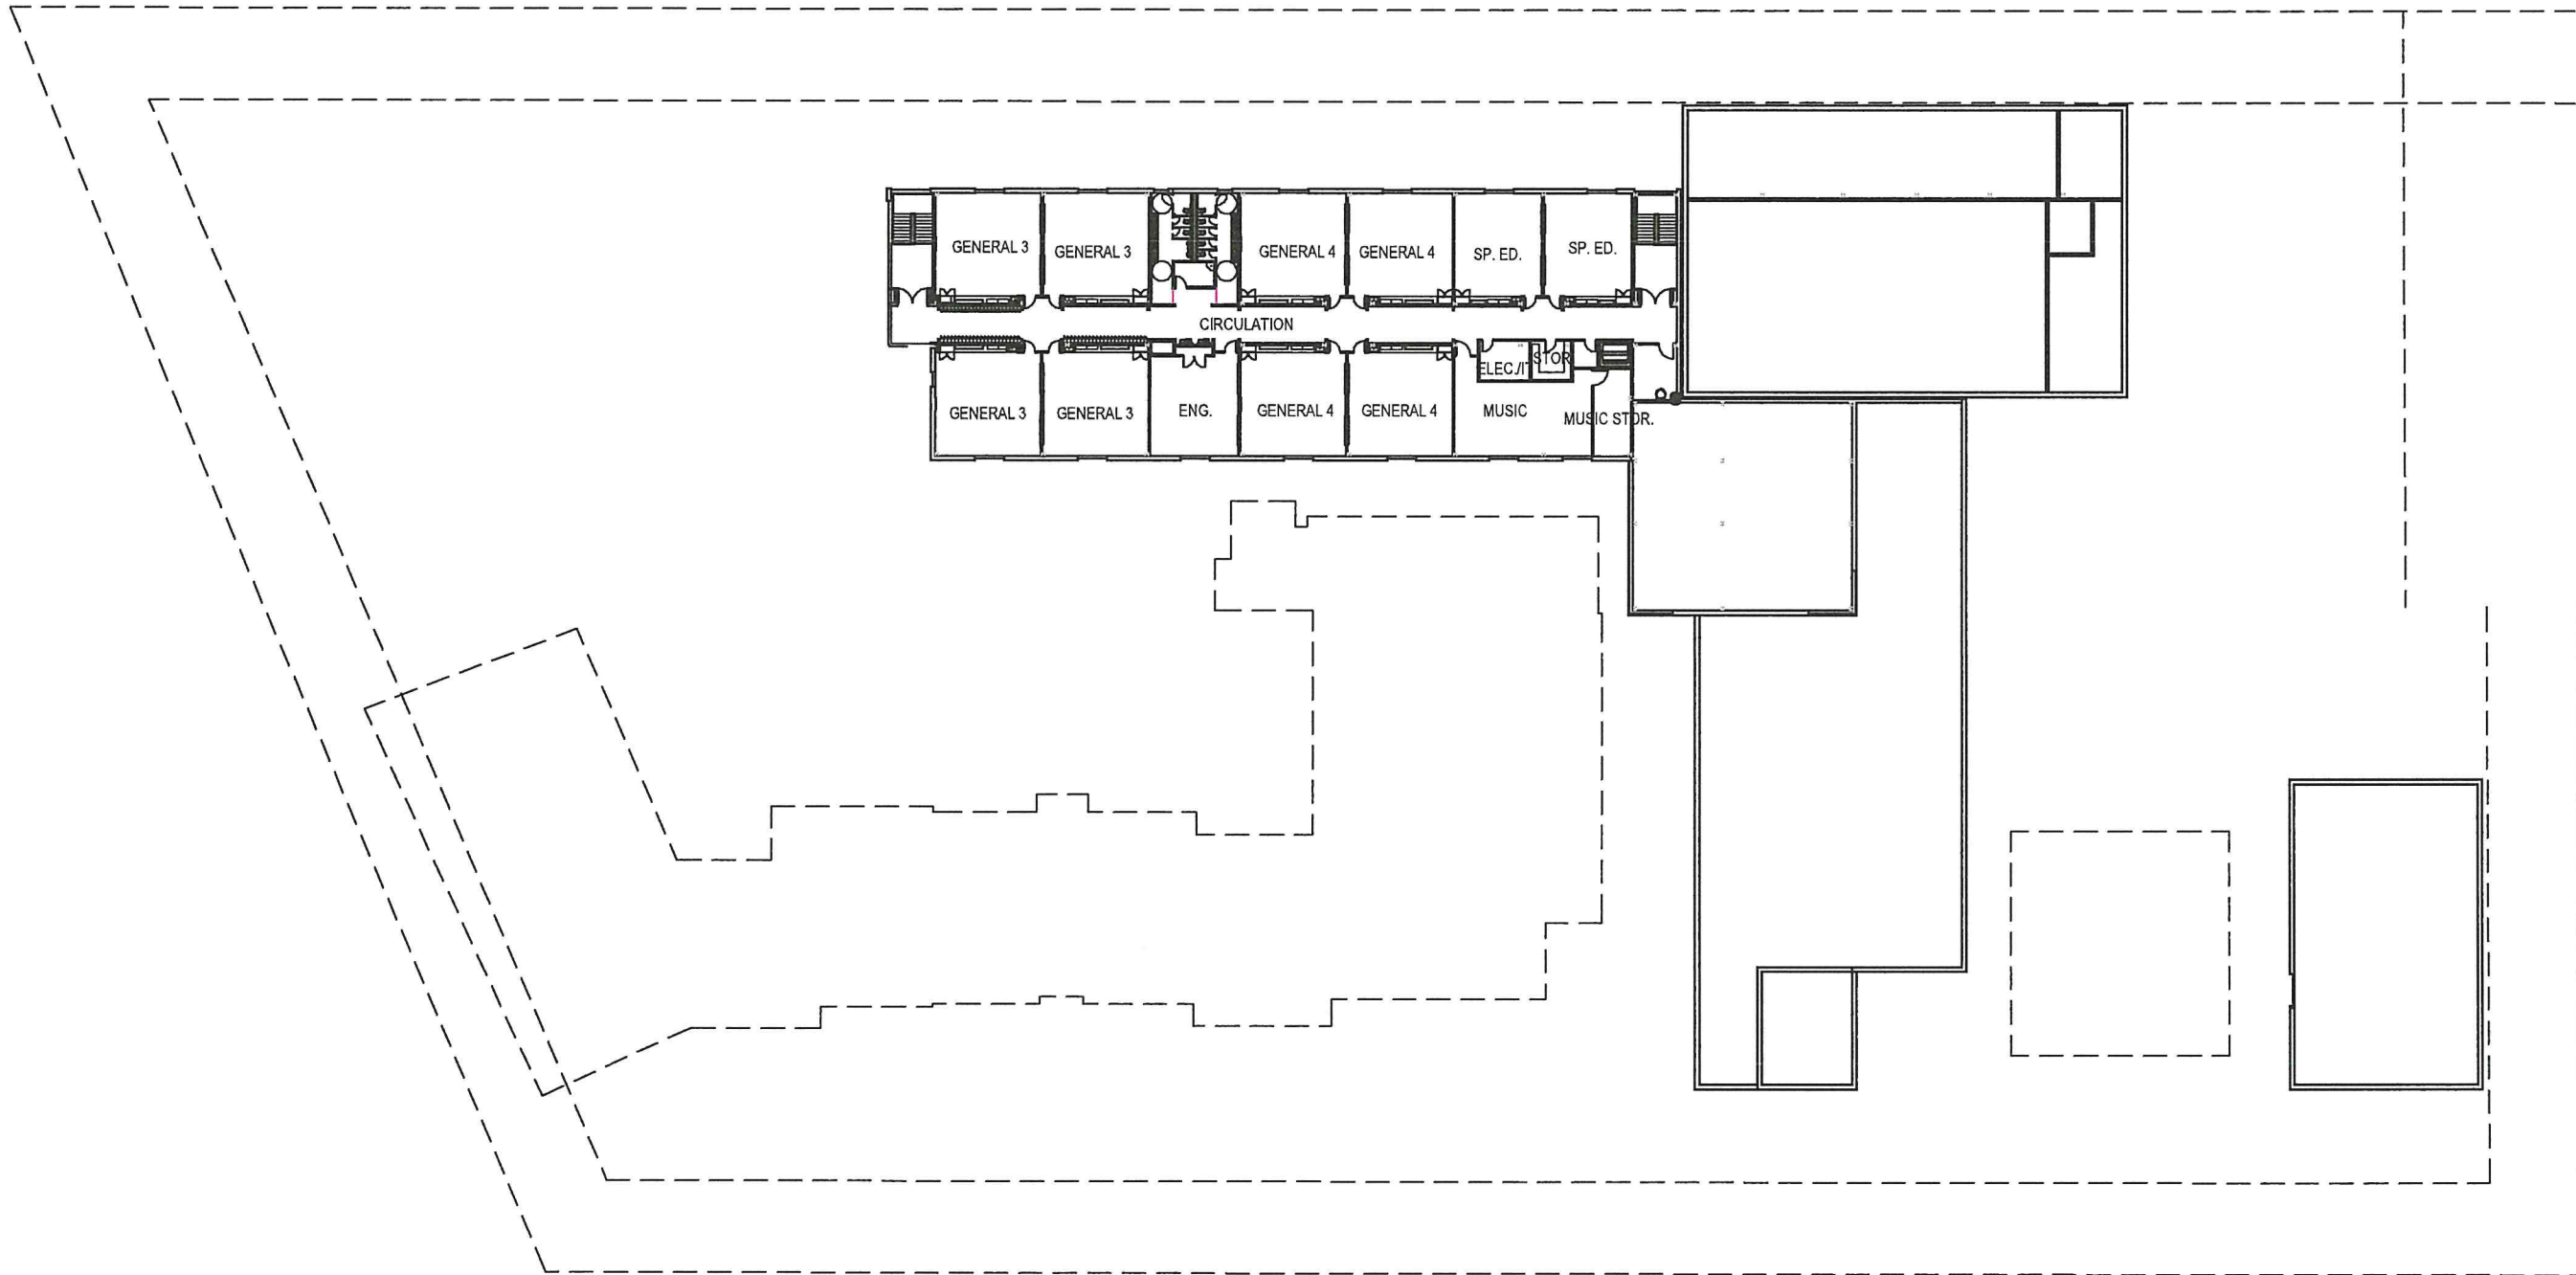 GENERAL 3
GENERAL 3
GENERAL 4
GENERAL 4
SP. ED.
SP. ED.
CIRCULATION
ELEC./IT
STOR.
GENERAL 3
GENERAL 3
ENG.
GENERAL 4
GENERAL 4
MUSIC
MUSIC STOR.